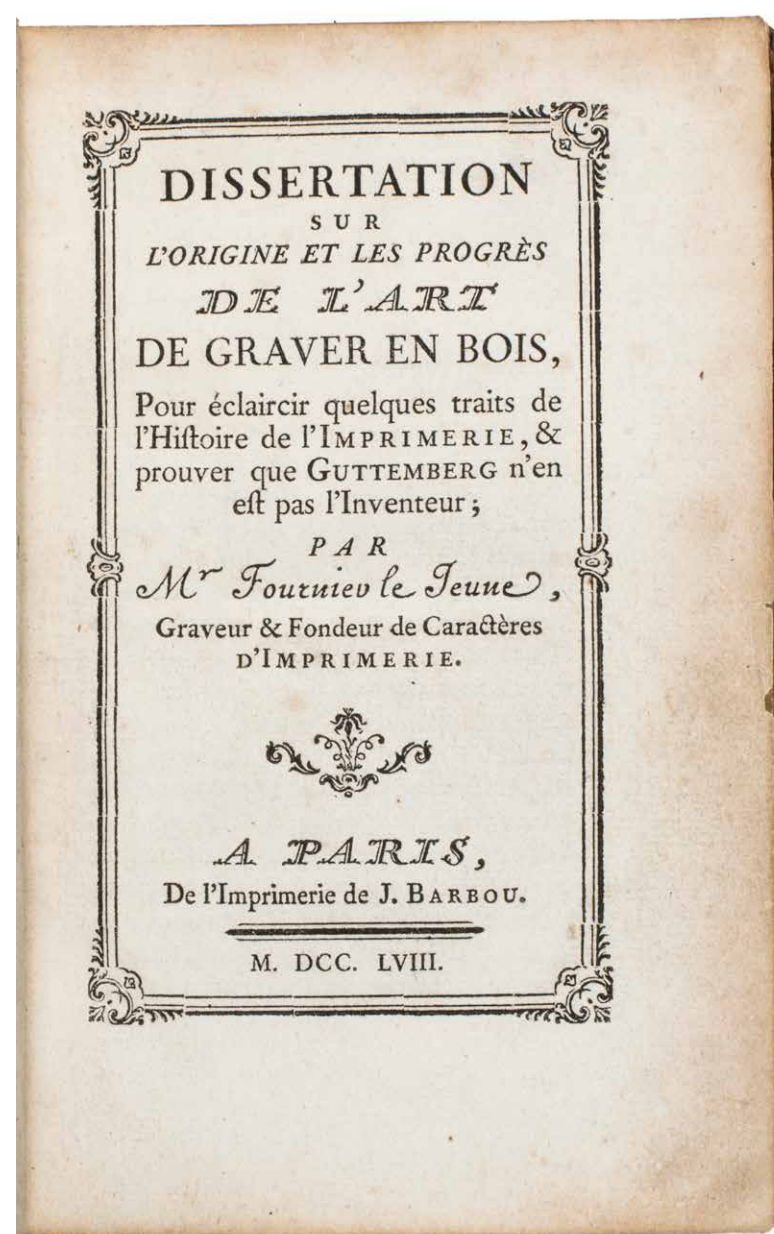 DISSERTATION
SUR
L'ORIGINE ET LES PROGRÈS
DE L'ART
DE GRAVER EN BOIS,
Pour éclaircir quelques traits de
l'Hiſtoire de l'IMPRIMERIE, &
prouver que GUTTEMBERG n'en
eſt pas l'Inventeur ;
PAR
Mr Fournier le Jeune,
Graveur & Fondeur de Caractères
D'IMPRIMERIE.
A PARIS,
De l'Imprimerie de J. BARBOU.
M. DCC. LVIII.